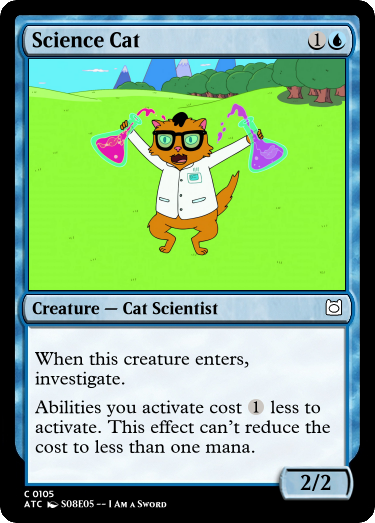 Science Cat 1
Creature — Cat Scientist
When this creature enters,
investigate.
Abilities you activate cost 1 less to
activate. This effect can't reduce the
cost to less than one mana.
2/2
C 0105
ATC S08E05 -- I Am a Sword